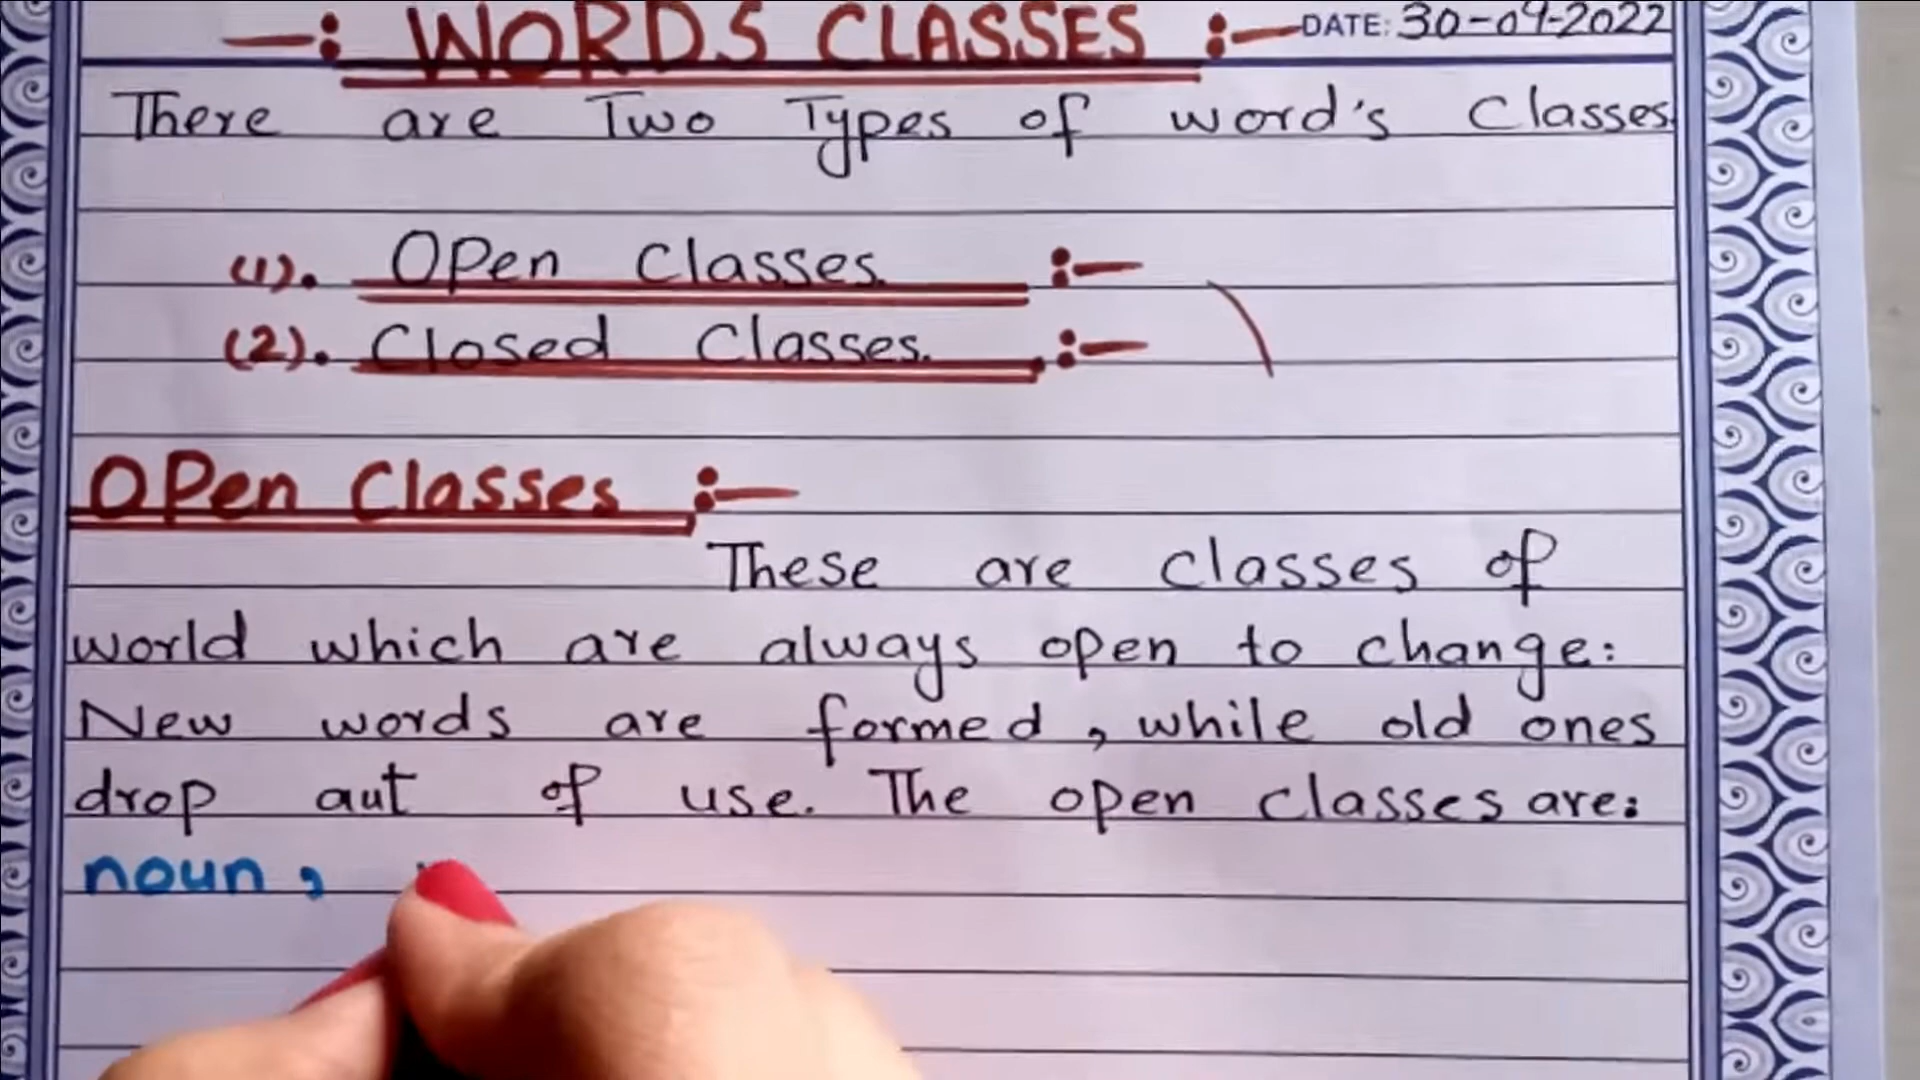 —: WORDS CLASSES :— DATE: 30-04-2022
There are Two Types of word's Classes
(1). Open Classes. :—
(2). Closed Classes. :—
Open Classes :—
These are classes of
world which are always open to change:
New words are formed, while old ones
drop aut of use. The open classes are:
noun,